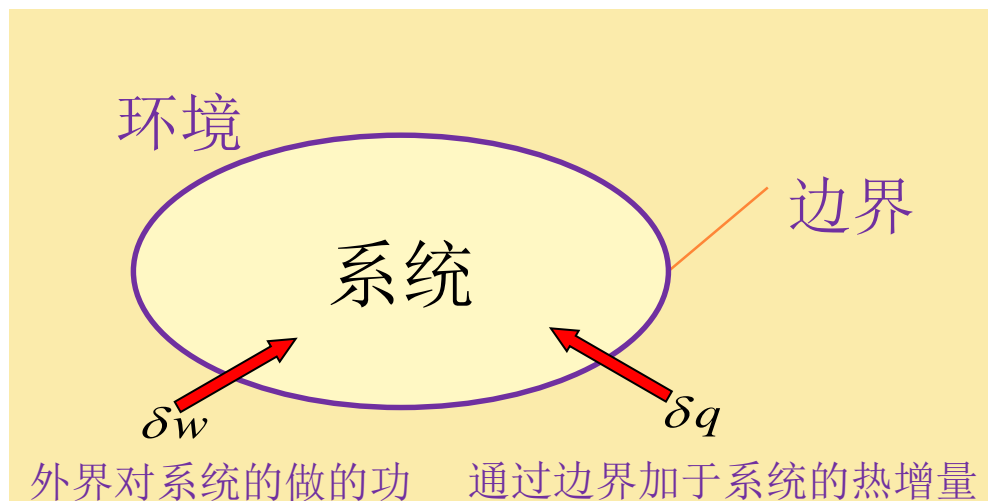 环境
边界
系统
δw
δq
外界对系统的做的功
通过边界加于系统的热增量